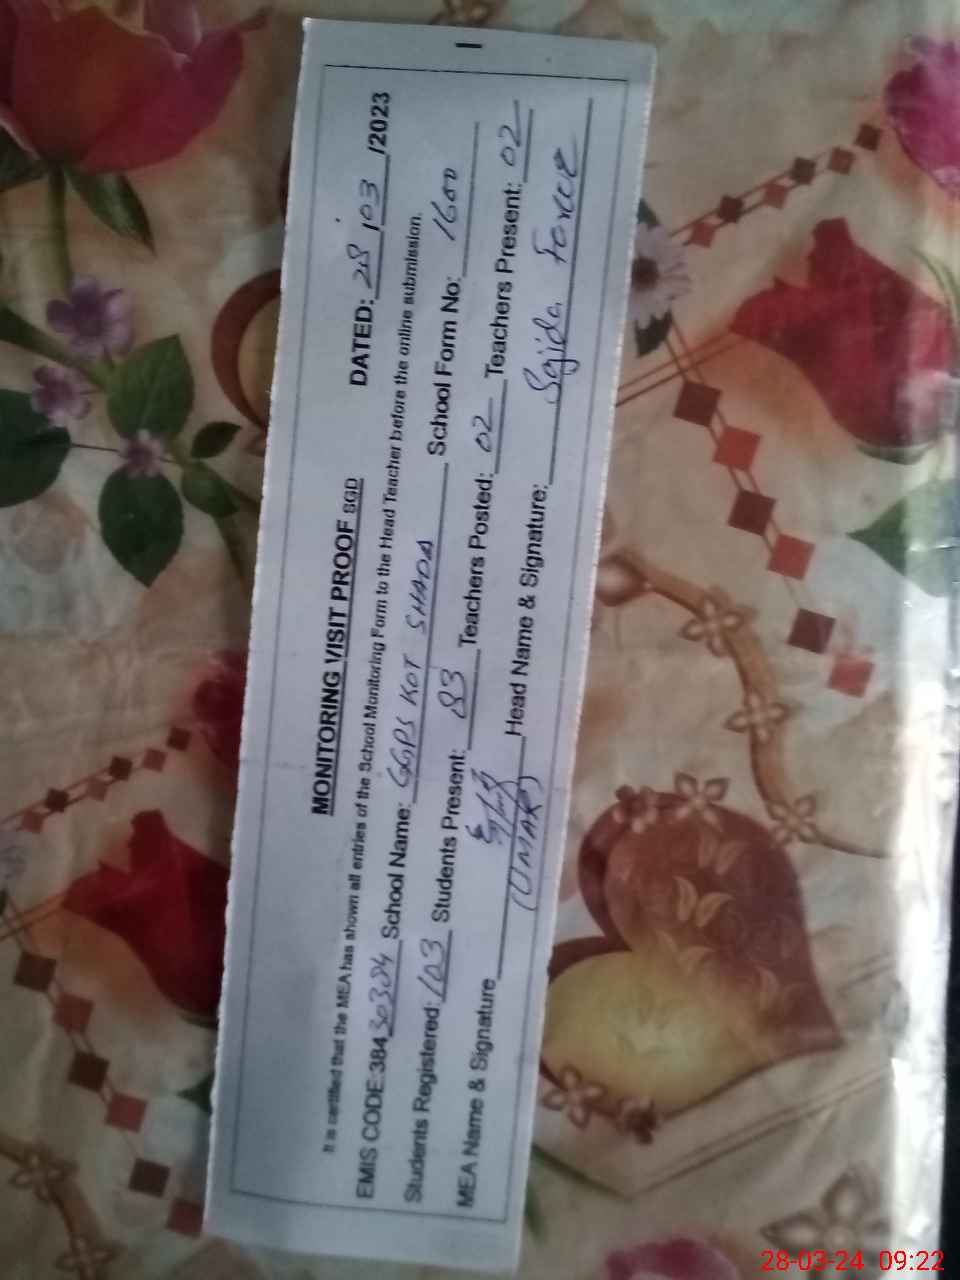 MONITORING VISIT PROOF SGD DATED: 28/03/2023
It is certified that the MEA has shown all entries of the School Monitoring Form to the Head Teacher before the online submission.
EMIS CODE:38430384 School Name: GGPS KOT SHADA School Form No: 1600
Students Registered: 103 Students Present: 83 Teachers Posted: 02 Teachers Present: 02
MEA Name & Signature (UMAR) Head Name & Signature: Sajida
28-03-24 09:22